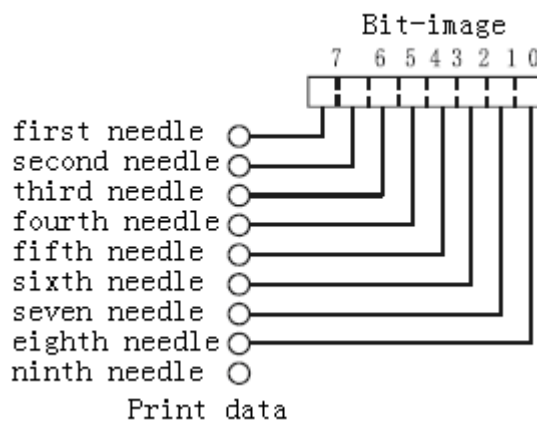 Bit-image
7 6 5 4 3 2 1 0
first needle
second needle
third needle
fourth needle
fifth needle
sixth needle
seven needle
eighth needle
ninth needle
Print data